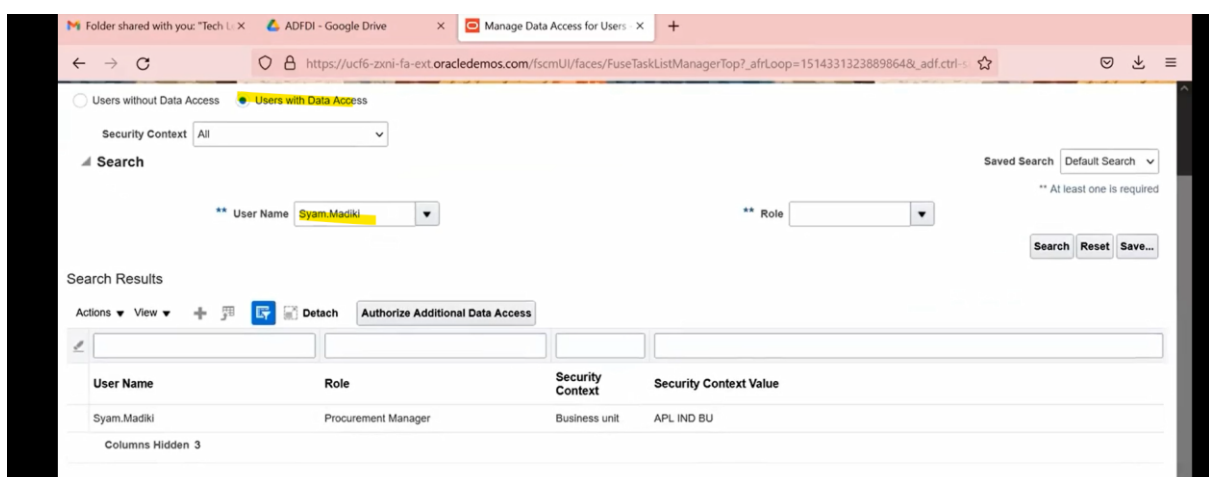 Folder shared with you: "Tech L
ADFDI - Google Drive
Manage Data Access for Users -
https://ucf6-zxni-fa-ext.oracledemos.com/fscmUI/faces/FuseTaskListManagerTop?_afrLoop=1514331323889864&_adf.ctrl-s
Users without Data Access Users with Data Access
Security Context All
Search
Saved Search Default Search
** At least one is required
** User Name Syam.Madiki ** Role
Search Reset Save...
Search Results
Actions View Detach Authorize Additional Data Access
User Name Role Security Context Security Context Value
Syam.Madiki Procurement Manager Business unit APL IND BU
Columns Hidden 3